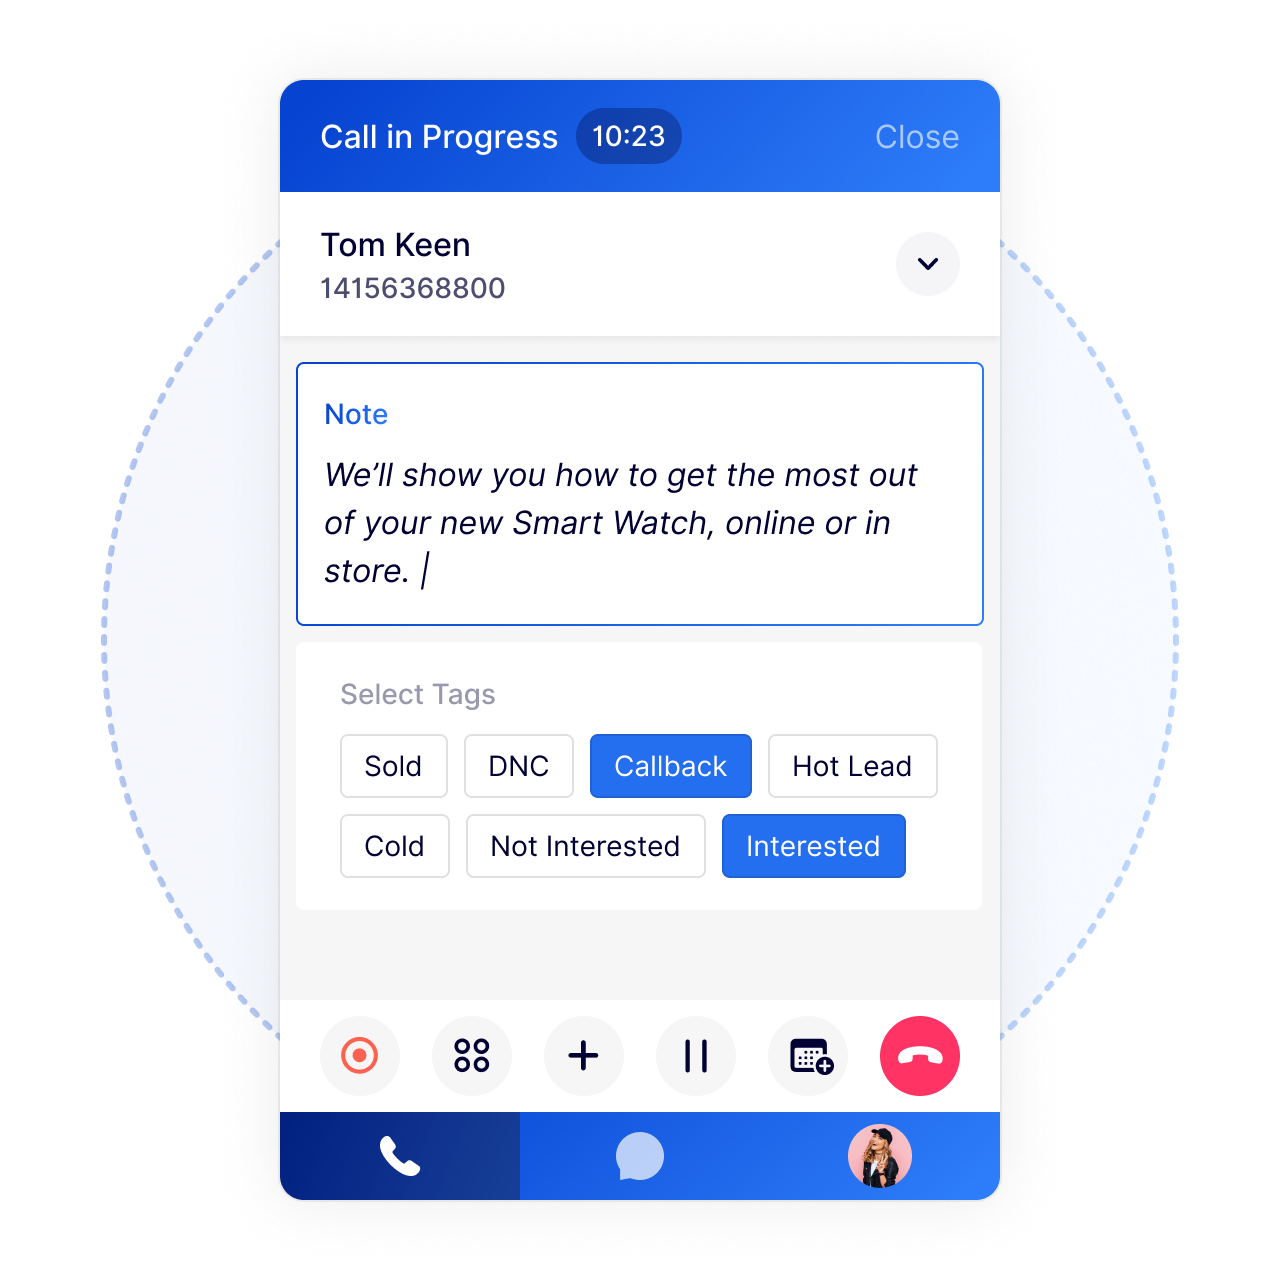 Call in Progress 10:23 Close
Tom Keen
14156368800
Note
We’ll show you how to get the most out
of your new Smart Watch, online or in
store.
Select Tags
Sold DNC Callback Hot Lead
Cold Not Interested Interested